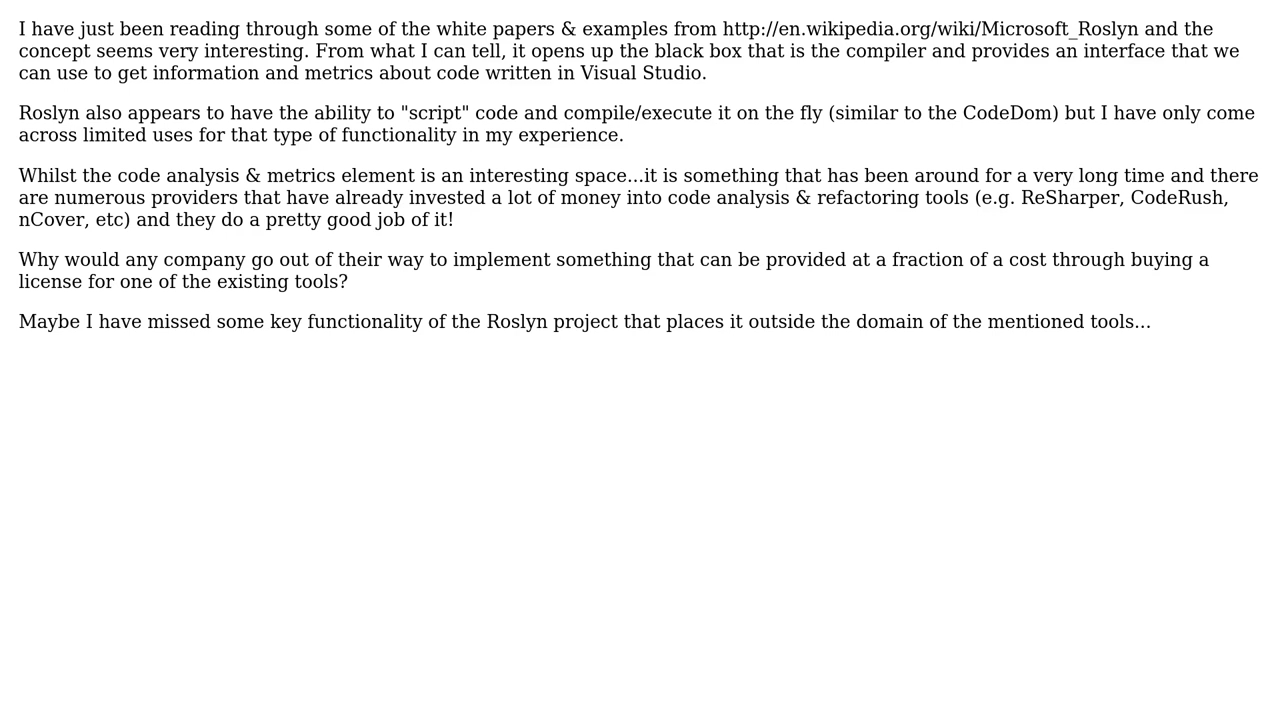 I have just been reading through some of the white papers & examples from http://en.wikipedia.org/wiki/Microsoft_Roslyn and the
concept seems very interesting. From what I can tell, it opens up the black box that is the compiler and provides an interface that we
can use to get information and metrics about code written in Visual Studio.
Roslyn also appears to have the ability to "script" code and compile/execute it on the fly (similar to the CodeDom) but I have only come
across limited uses for that type of functionality in my experience.
Whilst the code analysis & metrics element is an interesting space...it is something that has been around for a very long time and there
are numerous providers that have already invested a lot of money into code analysis & refactoring tools (e.g. ReSharper, CodeRush,
nCover, etc) and they do a pretty good job of it!
Why would any company go out of their way to implement something that can be provided at a fraction of a cost through buying a
license for one of the existing tools?
Maybe I have missed some key functionality of the Roslyn project that places it outside the domain of the mentioned tools...